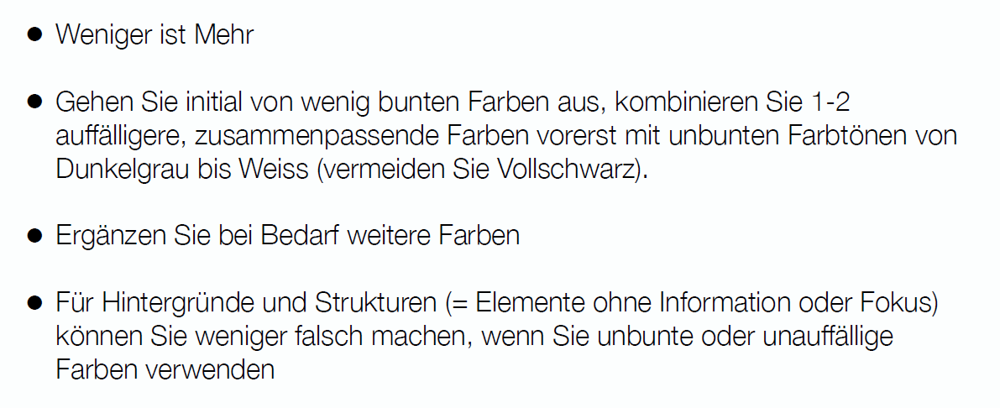 ● Weniger ist Mehr
● Gehen Sie initial von wenig bunten Farben aus, kombinieren Sie 1-2
auffälligere, zusammenpassende Farben vorerst mit unbunten Farbtönen von
Dunkelgrau bis Weiss (vermeiden Sie Vollschwarz).
● Ergänzen Sie bei Bedarf weitere Farben
● Für Hintergründe und Strukturen (= Elemente ohne Information oder Fokus)
können Sie weniger falsch machen, wenn Sie unbunte oder unauffällige
Farben verwenden